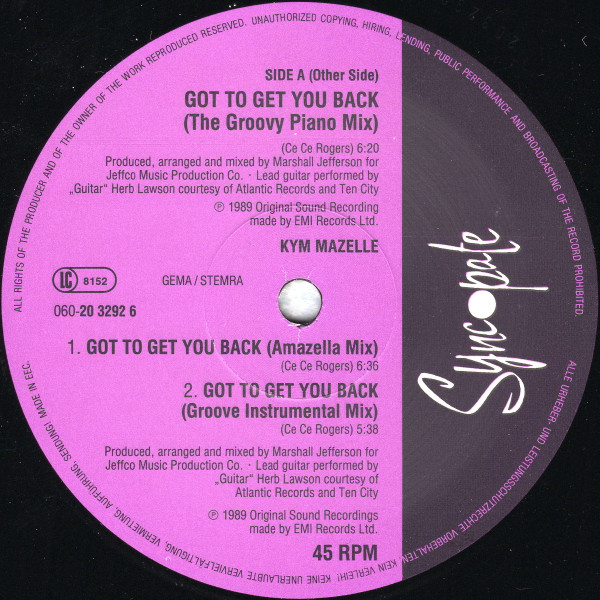 SIDE A (Other Side)
GOT TO GET YOU BACK
(The Groovy Piano Mix)
(Ce Ce Rogers) 6:20
Produced, arranged and mixed by Marshall Jefferson for
Jeffco Music Production Co. · Lead guitar performed by
„Guitar“ Herb Lawson courtesy of Atlantic Records and Ten City
℗ 1989 Original Sound Recording
made by EMI Records Ltd.
KYM MAZELLE
LC 8152
GEMA / STEMRA
060-20 3292 6
1. GOT TO GET YOU BACK (Amazella Mix)
(Ce Ce Rogers) 6:36
2. GOT TO GET YOU BACK
(Groove Instrumental Mix)
(Ce Ce Rogers) 5:38
Produced, arranged and mixed by Marshall Jefferson for
Jeffco Music Production Co. · Lead guitar performed by
„Guitar“ Herb Lawson courtesy of
Atlantic Records and Ten City
℗ 1989 Original Sound Recordings
made by EMI Records Ltd.
45 RPM
Syncopate
ALL RIGHTS OF THE PRODUCER AND OF THE OWNER OF THE WORK REPRODUCED RESERVED. UNAUTHORIZED COPYING, HIRING, LENDING, PUBLIC PERFORMANCE AND BROADCASTING OF THE RECORD PROHIBITED.
ALLE URHEBER- UND LEISTUNGSSCHUTZRECHTE VORBEHALTEN. KEIN VERLEIH! KEINE UNERLAUBTE VERVIELFÄLTIGUNG, VERMIETUNG, AUFFÜHRUNG, SENDUNG! MADE IN EEC.